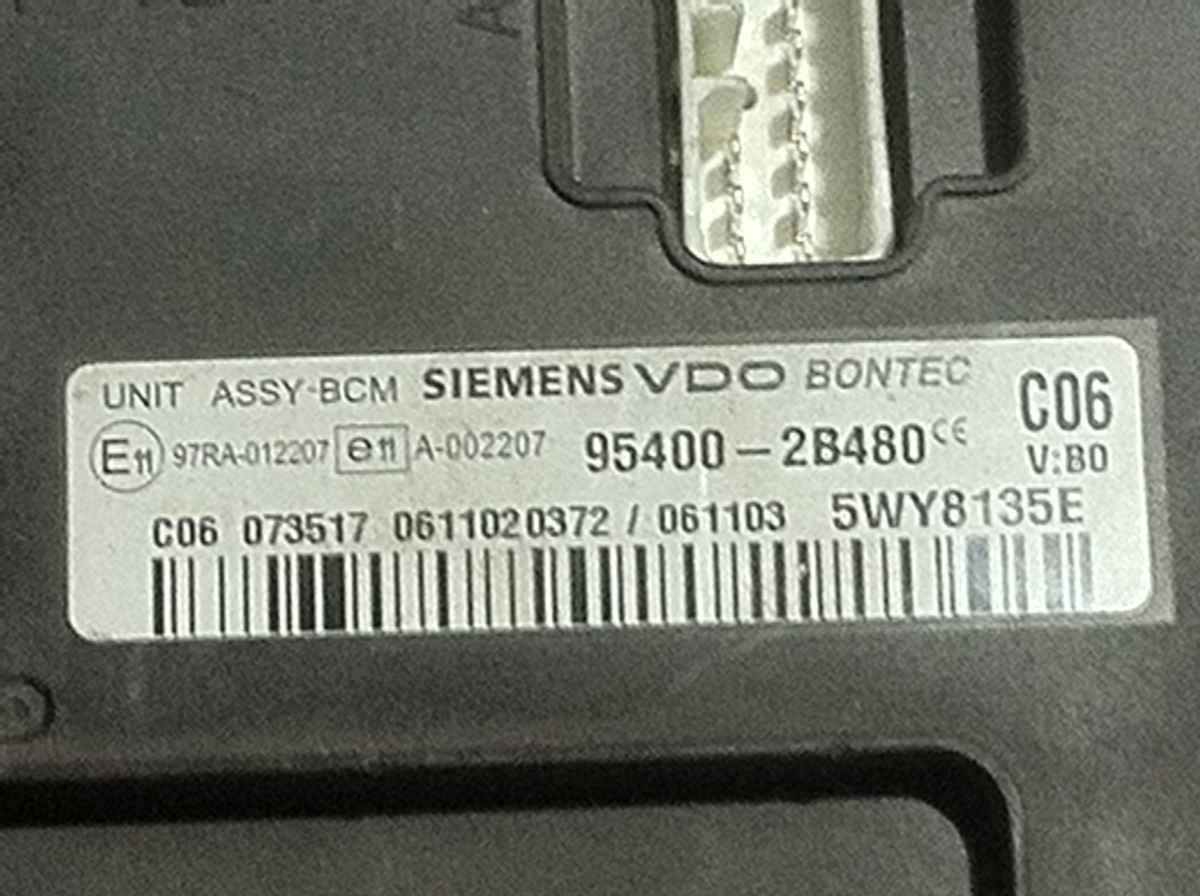 UNIT ASSY-BCM SIEMENS VDO BONTEC C06
E11 97RA-012207 e11 A-002207 95400-2B480 CE V:B0
C06 073517 0611020372 / 061103 5WY8135E